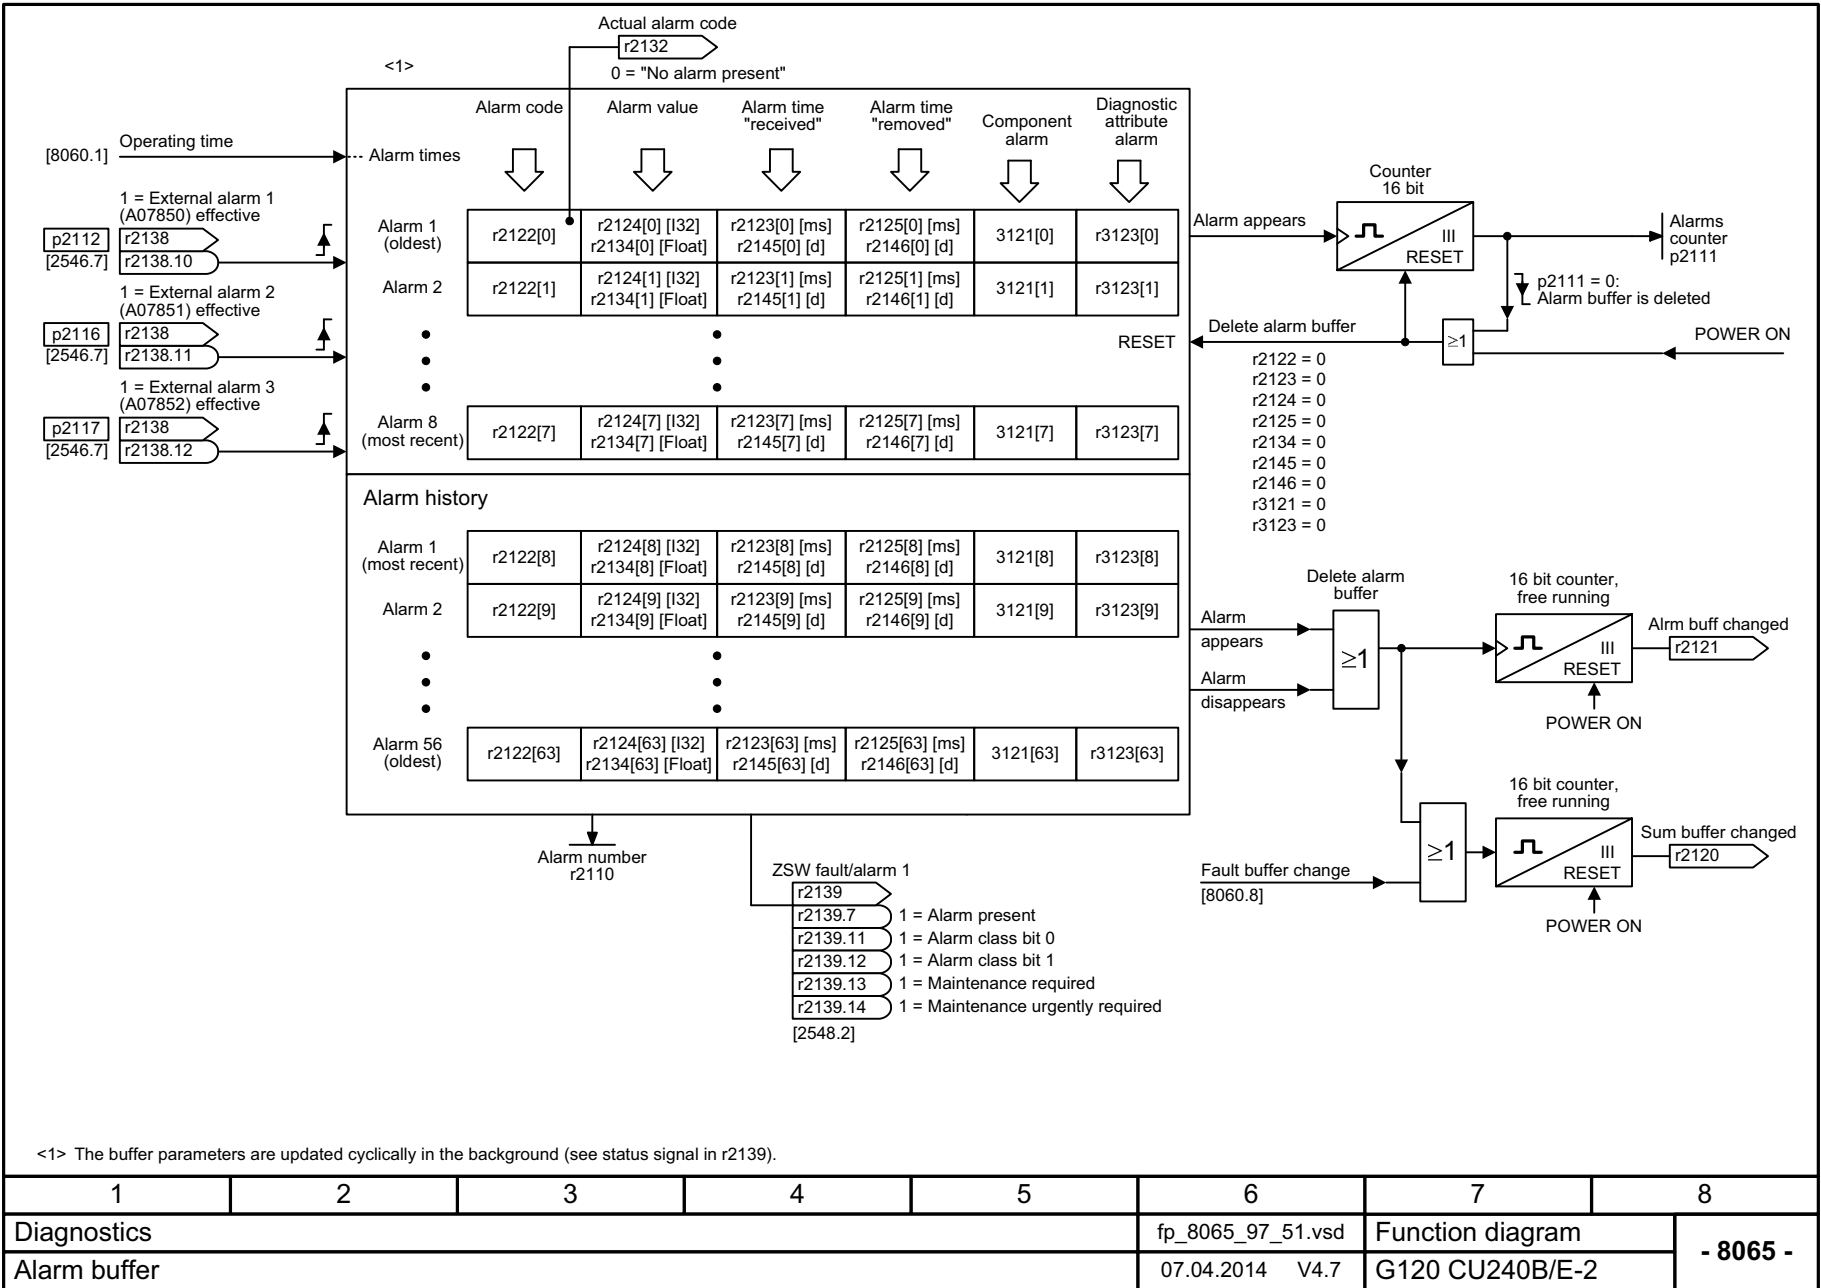 Actual alarm code
r2132
0 = "No alarm present"
<1>
Alarm code
Alarm value
Alarm time
"received"
Alarm time
"removed"
Component
alarm
Diagnostic
attribute
alarm
[8060.1]
Operating time
Alarm times
1 = External alarm 1
(A07850) effective
p2112
r2138
[2546.7]
r2138.10
1 = External alarm 2
(A07851) effective
p2116
r2138
[2546.7]
r2138.11
1 = External alarm 3
(A07852) effective
p2117
r2138
[2546.7]
r2138.12
Alarm 1
(oldest)
r2122[0]
r2124[0] [I32]
r2134[0] [Float]
r2123[0] [ms]
r2145[0] [d]
r2125[0] [ms]
r2146[0] [d]
3121[0]
r3123[0]
Alarm 2
r2122[1]
r2124[1] [I32]
r2134[1] [Float]
r2123[1] [ms]
r2145[1] [d]
r2125[1] [ms]
r2146[1] [d]
3121[1]
r3123[1]
RESET
Alarm 8
(most recent)
r2122[7]
r2124[7] [I32]
r2134[7] [Float]
r2123[7] [ms]
r2145[7] [d]
r2125[7] [ms]
r2146[7] [d]
3121[7]
r3123[7]
Alarm appears
Counter
16 bit
III
RESET
Alarms
counter
p2111
p2111 = 0:
Alarm buffer is deleted
Delete alarm buffer
≥1
POWER ON
r2122 = 0
r2123 = 0
r2124 = 0
r2125 = 0
r2134 = 0
r2145 = 0
r2146 = 0
r3121 = 0
r3123 = 0
Alarm history
Alarm 1
(most recent)
r2122[8]
r2124[8] [I32]
r2134[8] [Float]
r2123[8] [ms]
r2145[8] [d]
r2125[8] [ms]
r2146[8] [d]
3121[8]
r3123[8]
Alarm 2
r2122[9]
r2124[9] [I32]
r2134[9] [Float]
r2123[9] [ms]
r2145[9] [d]
r2125[9] [ms]
r2146[9] [d]
3121[9]
r3123[9]
Alarm 56
(oldest)
r2122[63]
r2124[63] [I32]
r2134[63] [Float]
r2123[63] [ms]
r2145[63] [d]
r2125[63] [ms]
r2146[63] [d]
3121[63]
r3123[63]
Delete alarm
buffer
Alarm
appears
Alarm
disappears
≥1
16 bit counter,
free running
III
RESET
POWER ON
Alrm buff changed
r2121
16 bit counter,
free running
≥1
III
RESET
POWER ON
Sum buffer changed
r2120
Fault buffer change
[8060.8]
Alarm number
r2110
ZSW fault/alarm 1
r2139
r2139.7
1 = Alarm present
r2139.11
1 = Alarm class bit 0
r2139.12
1 = Alarm class bit 1
r2139.13
1 = Maintenance required
r2139.14
1 = Maintenance urgently required
[2548.2]
<1> The buffer parameters are updated cyclically in the background (see status signal in r2139).
1 2 3 4 5 6 7 8
Diagnostics
fp_8065_97_51.vsd
Function diagram
- 8065 -
Alarm buffer
07.04.2014 V4.7
G120 CU240B/E-2